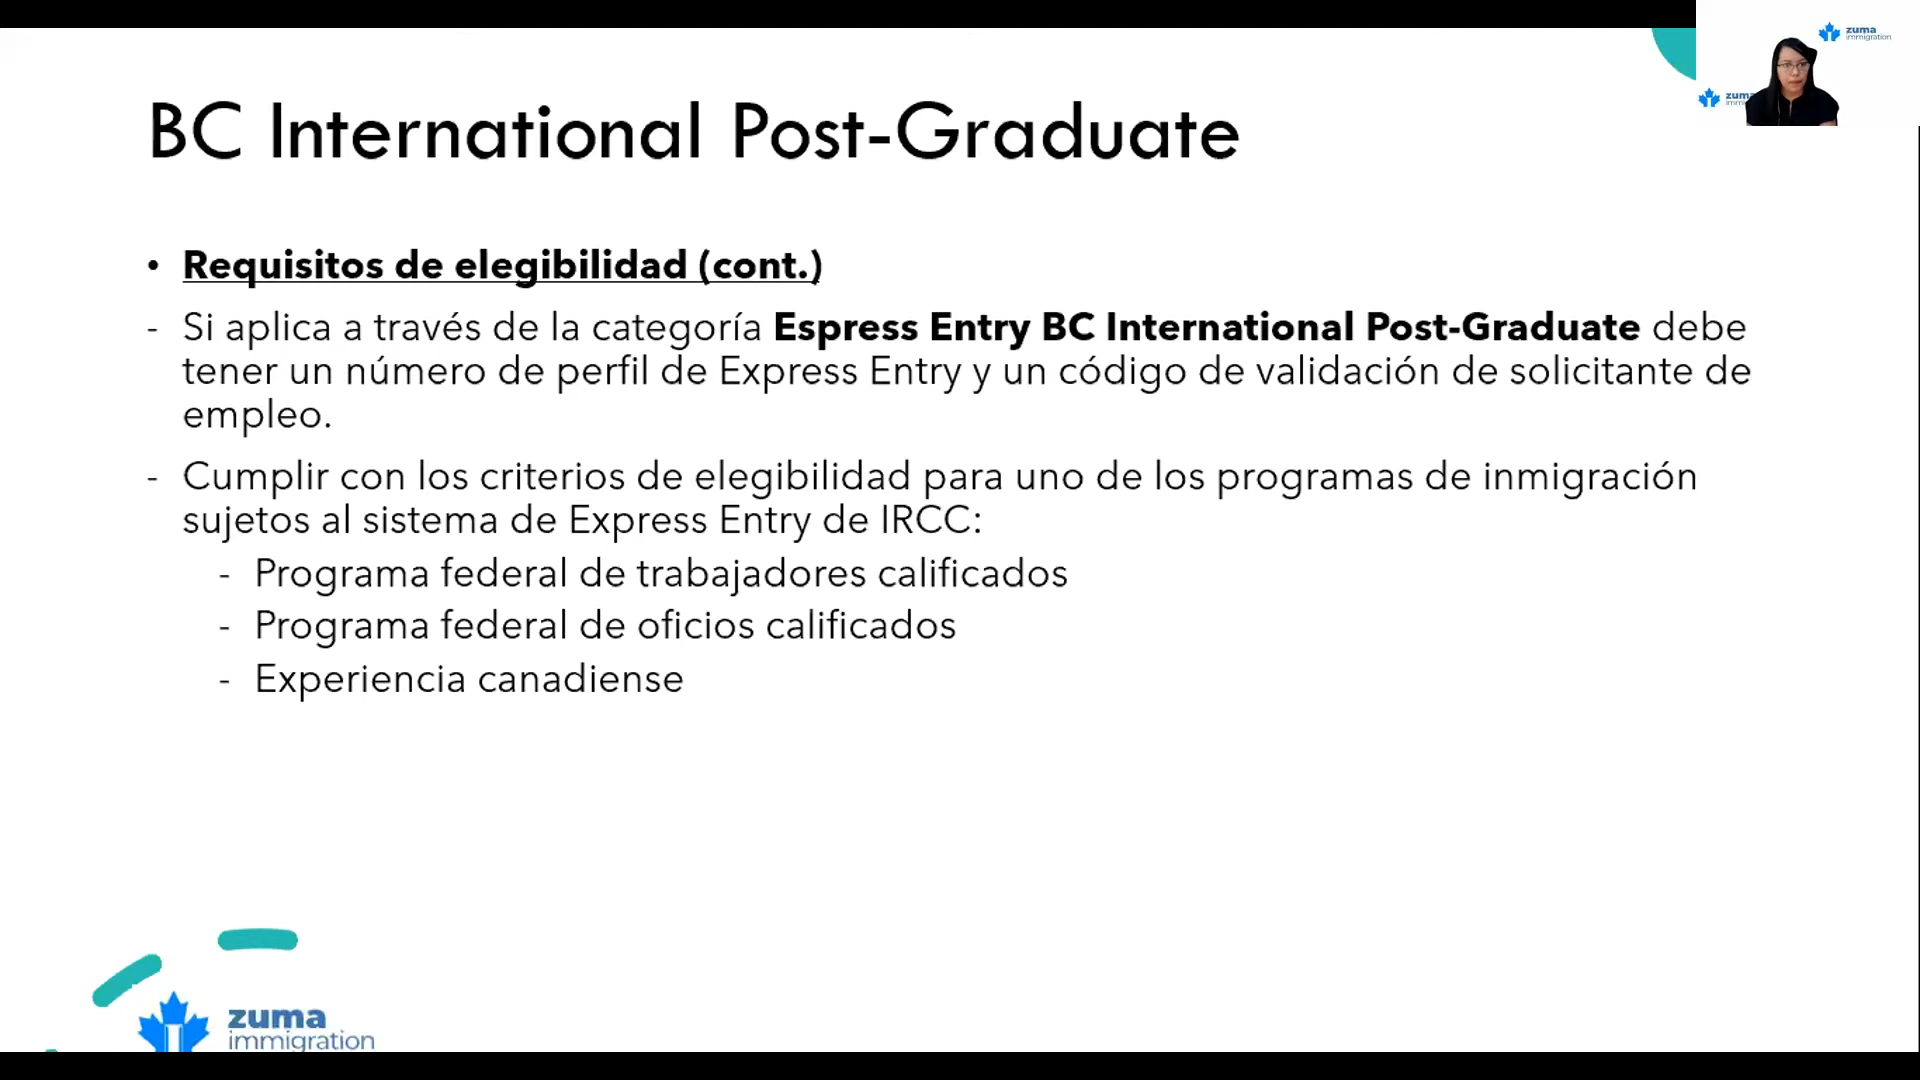 zuma
immigration
BC International Post-Graduate
• Requisitos de elegibilidad (cont.)
- Si aplica a través de la categoría Espress Entry BC International Post-Graduate debe
tener un número de perfil de Express Entry y un código de validación de solicitante de
empleo.
- Cumplir con los criterios de elegibilidad para uno de los programas de inmigración
sujetos al sistema de Express Entry de IRCC:
- Programa federal de trabajadores calificados
- Programa federal de oficios calificados
- Experiencia canadiense
zuma
immigration